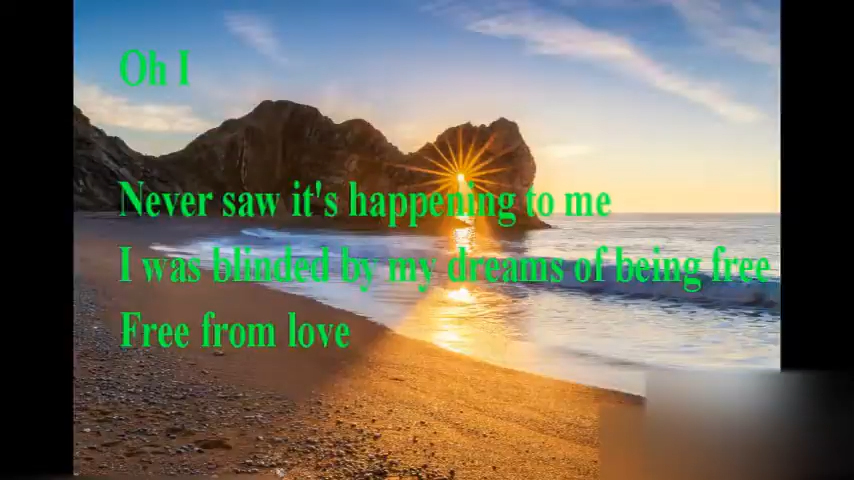 Oh I
Never saw it's happening to me
I was blinded by my dreams of being free
Free from love